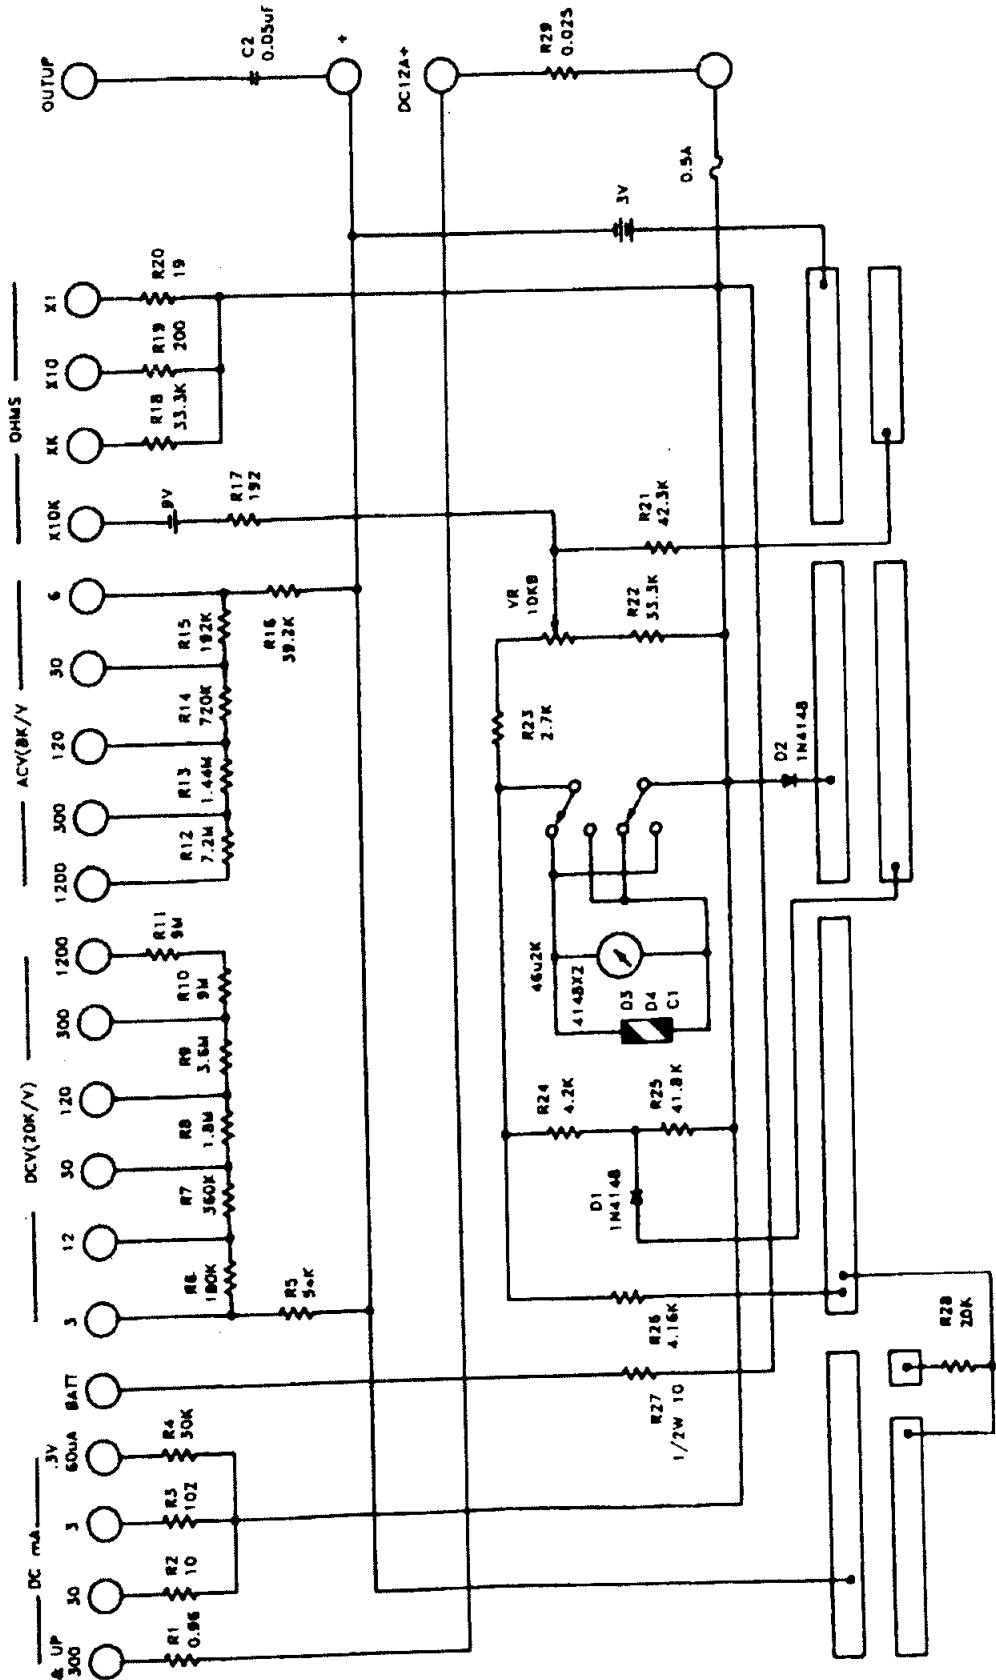 & UP
300
30
3
.3V
60uA
DC mA
BATT
3
12
30
120
300
1200
DCV(20K/V)
1200
300
120
30
6
ACV(8K/V)
X10K
XK
X10
X1
OHMS
OUTUP
R1
0.96
R2
10
R3
102
R4
30K
R5
54K
R6
180K
R7
360K
R8
1.8M
R9
3.6M
R10
9M
R11
9M
R12
7.2M
R13
1.44M
R14
720K
R15
192K
R16
39.2K
9V
R17
192
R18
33.3K
R19
200
R20
19
C2
0.05uF
+
DC12A+
R29
0.025
0.5A
3V
R21
42.3K
VR
10KB
R22
33.3K
R23
2.7K
D2
1N4148
46u2K
4148X2
D3
D4
C1
R24
4.2K
R25
41.8K
D1
1N4148
R26
4.16K
R27
1/2W 10
R28
20K